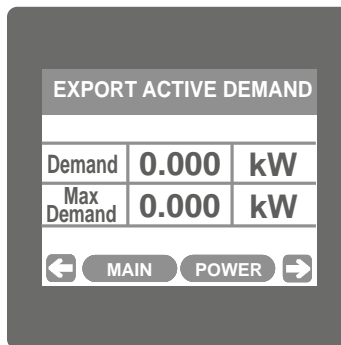 EXPORT ACTIVE DEMAND
Demand 0.000 kW
Max Demand 0.000 kW
MAIN POWER